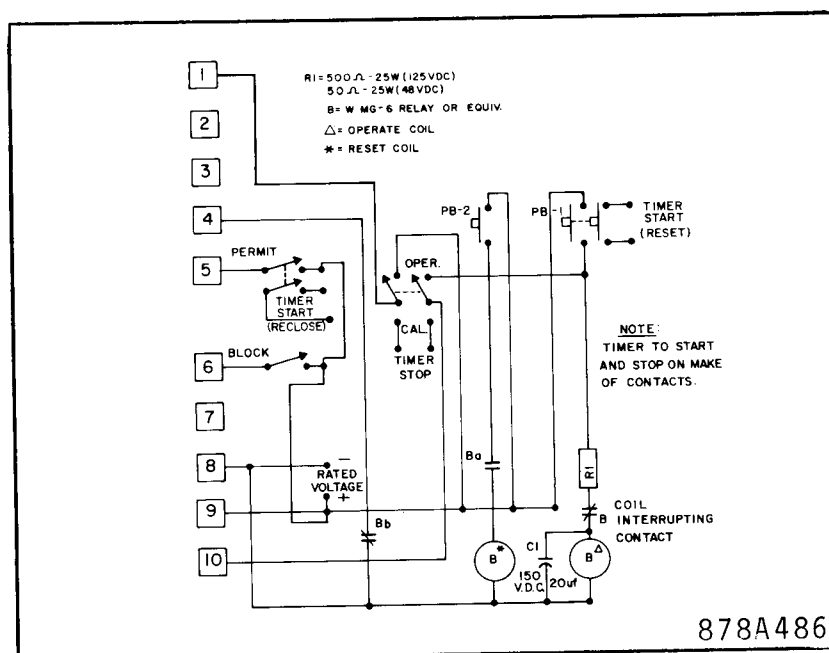 1
R1=500Ω-25W(125VDC)
50Ω-25W(48VDC)
B=W MG-6 RELAY OR EQUIV.
△=OPERATE COIL
*=RESET COIL
2
3
4
PB-2
PB-1
TIMER
START
(RESET)
5
PERMIT
OPER.
TIMER
START
(RECLOSE)
CAL.
TIMER
STOP
NOTE:
TIMER TO START
AND STOP ON MAKE
OF CONTACTS.
6
BLOCK
7
8
−
RATED
VOLTAGE
+
9
Ba
R1
Bb
B
COIL
INTERRUPTING
CONTACT
10
B*
C1
150
V.D.C.
20uf
B△
878A486